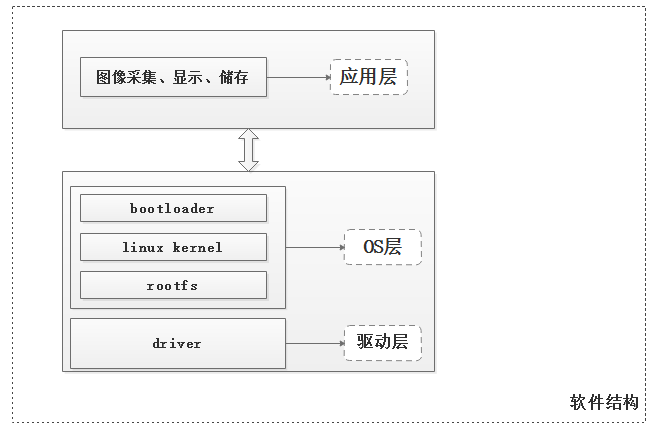 图像采集、显示、储存
应用层
bootloader
linux kernel
OS层
rootfs
driver
驱动层
软件结构